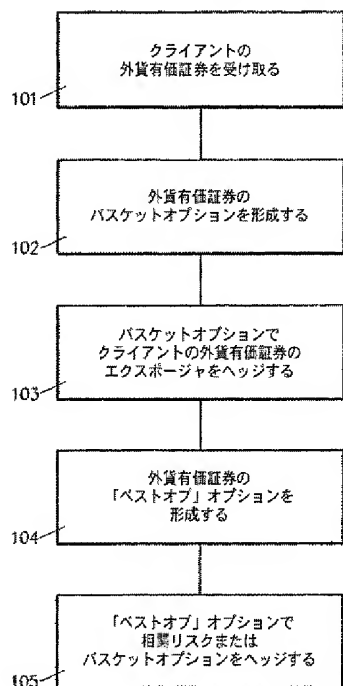 クライアントの
外貨有価証券を受け取る
101
外貨有価証券の
バスケットオプションを形成する
102
バスケットオプションで
クライアントの外貨有価証券の
エクスポージャをヘッジする
103
外貨有価証券の
「ベストオブ」オプションを
形成する
104
「ベストオブ」オプションで
相関リスクまたは
バスケットオプションをヘッジする
105